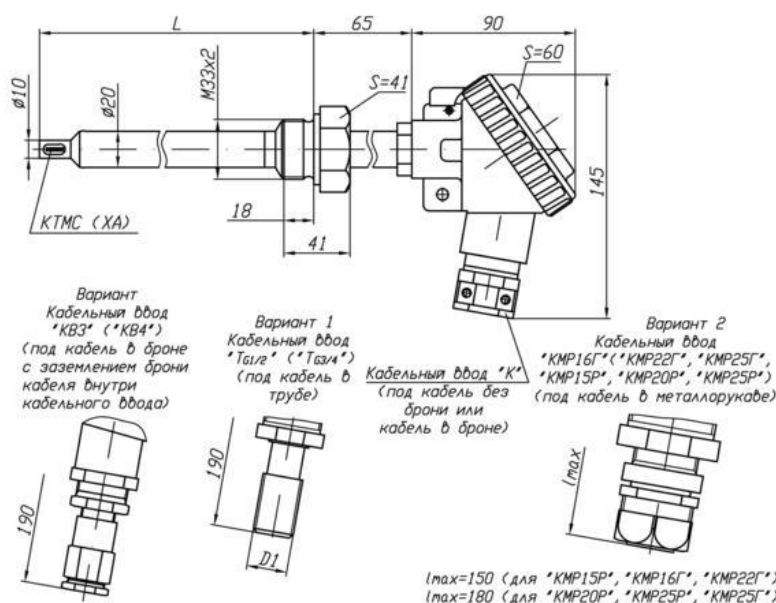 L
65
90
M33x2
S=41
S=60
ø10
ø20
145
18
41
КТМС (ХА)
Вариант
Кабельный ввод
"КВ3" ("КВ4")
(под кабель в броне
с заземлением брони
кабеля внутри
кабельного ввода)
190
Вариант 1
Кабельный ввод
"TG1/2" ("TG3/4")
(под кабель в
трубе)
190
D1
Кабельный ввод "К"
(под кабель без
брони или
кабель в броне)
Вариант 2
Кабельный ввод
"КМР16Г"("КМР22Г", "КМР25Г",
"КМР15Р", "КМР20Р", "КМР25Р")
(под кабель в металлорукаве)
lmax
lmax=150 (для "КМР15Р", "КМР16Г", "КМР22Г")
lmax=180 (для "КМР20Р", "КМР25Р", "КМР25Г")